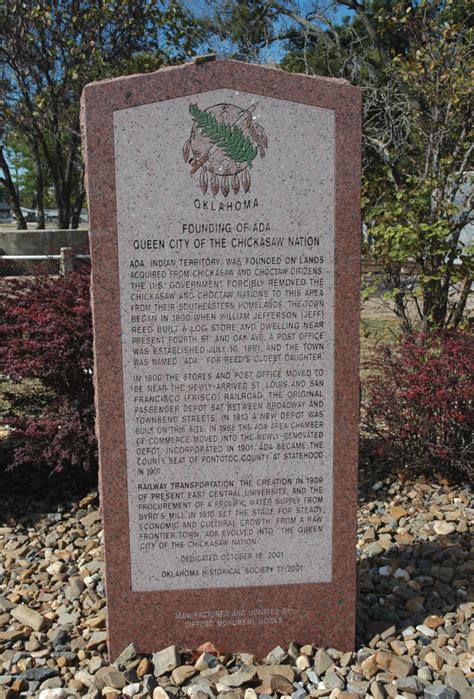 OKLAHOMA
FOUNDING OF ADA
QUEEN CITY OF THE CHICKASAW NATION
ADA, INDIAN TERRITORY, WAS FOUNDED ON LANDS
ACQUIRED FROM CHICKASAW AND CHOCTAW CITIZENS.
THE U.S. GOVERNMENT FORCIBLY REMOVED THE
CHICKASAW AND CHOCTAW NATIONS TO THIS AREA
FROM THEIR SOUTHEASTERN HOMELANDS. THE TOWN
BEGAN IN 1890 WHEN WILLIAM JEFFERSON (JEFF)
REED BUILT A LOG STORE AND DWELLING NEAR
PRESENT FOURTH ST. AND OAK AVE. A POST OFFICE
WAS ESTABLISHED JULY 10, 1891, AND THE TOWN
WAS NAMED "ADA" FOR REED'S OLDEST DAUGHTER.
IN 1900 THE STORES AND POST OFFICE MOVED TO
BE NEAR THE NEWLY-ARRIVED ST. LOUIS AND SAN
FRANCISCO (FRISCO) RAILROAD. THE ORIGINAL
PASSENGER DEPOT SAT BETWEEN BROADWAY AND
TOWNSEND STREETS. IN 1913 A NEW DEPOT WAS
BUILT ON THIS SITE. IN 1968 THE ADA AREA CHAMBER
OF COMMERCE MOVED INTO THE NEWLY-RENOVATED
DEPOT. INCORPORATED IN 1901, ADA BECAME THE
COUNTY SEAT OF PONTOTOC COUNTY AT STATEHOOD
IN 1907.
RAILWAY TRANSPORTATION, THE CREATION IN 1909
OF PRESENT EAST CENTRAL UNIVERSITY, AND THE
PROCUREMENT OF A PROLIFIC WATER SUPPLY FROM
BYRD'S MILL IN 1910 SET THE STAGE FOR STEADY,
ECONOMIC AND CULTURAL GROWTH. FROM A RAW
FRONTIER TOWN, ADA EVOLVED INTO THE "QUEEN
CITY OF THE CHICKASAW NATION."
DEDICATED OCTOBER 18, 2001
OKLAHOMA HISTORICAL SOCIETY 171-2001
MANUFACTURED AND DONATED BY:
GIFFORD MONUMENT WORKS